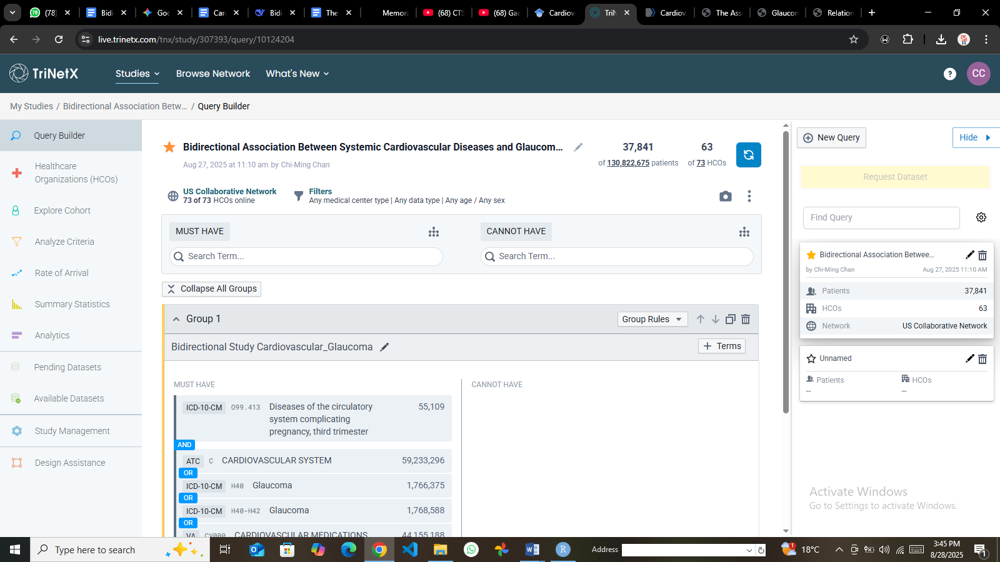 (78)
Bidi
Goc
Car
Bidi
The
Memora
(68) CTS
(68) Gac
Cardiova
TriN
Cardiov
The Ass
Glaucon
Relation
live.trinetx.com/tnx/study/307393/query/10124204
TriNetX
Studies
Browse Network
What's New
CC
My Studies / Bidirectional Association Betw... / Query Builder
Query Builder
Healthcare
Organizations (HCOs)
Explore Cohort
Analyze Criteria
Rate of Arrival
Summary Statistics
Analytics
Pending Datasets
Available Datasets
Study Management
Design Assistance
Bidirectional Association Between Systemic Cardiovascular Diseases and Glaucom...
Aug 27, 2025 at 11:10 am by Chi-Ming Chan
37,841
of 130,822,675 patients
63
of 73 HCOs
US Collaborative Network
73 of 73 HCOs online
Filters
Any medical center type | Any data type | Any age / Any sex
MUST HAVE
Search Term...
CANNOT HAVE
Search Term...
Collapse All Groups
Group 1
Group Rules
Bidirectional Study Cardiovascular_Glaucoma
Terms
MUST HAVE
CANNOT HAVE
ICD-10-CM O99.413 Diseases of the circulatory 55,109
system complicating
pregnancy, third trimester
AND
ATC C CARDIOVASCULAR SYSTEM 59,233,296
OR
ICD-10-CM H40 Glaucoma 1,766,375
OR
ICD-10-CM H40-H42 Glaucoma 1,768,588
OR
VA CV000 CARDIOVASCULAR MEDICATIONS 44,155,188
New Query
Hide
Request Dataset
Find Query
Bidirectional Association Betwee...
by Chi-Ming Chan Aug 27, 2025 11:10 AM
Patients 37,841
HCOs 63
Network US Collaborative Network
Unnamed
Patients HCOs
-- --
Activate Windows
Go to Settings to activate Windows.
Type here to search
Address
1
18°C
3:45 PM
8/28/2025
1